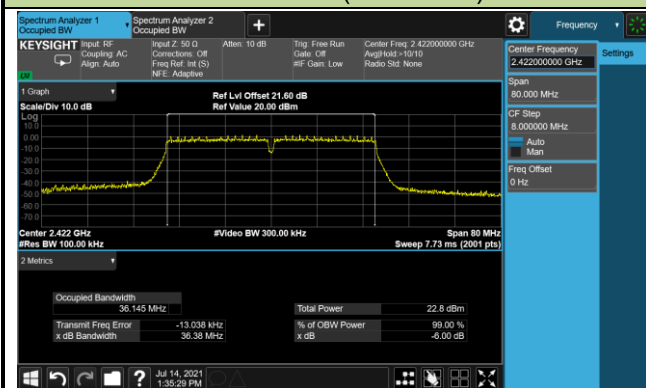 Spectrum Analyzer 1
Occupied BW
Spectrum Analyzer 2
Occupied BW
Frequency
KEYSIGHT
Input: RF
Coupling: AC
Align: Auto
Input Z: 50 Ω
Corrections: Off
Freq Ref: Int (S)
NFE: Adaptive
Atten: 10 dB
Trig: Free Run
Gate: Off
#IF Gain: Low
Center Freq: 2.422000000 GHz
Avg|Hold:>10/10
Radio Std: None
Center Frequency
2.422000000 GHz
Settings
Span
80.000 MHz
CF Step
8.000000 MHz
Auto
Man
Freq Offset
0 Hz
1 Graph
Scale/Div 10.0 dB
Ref Lvl Offset 21.60 dB
Ref Value 20.00 dBm
Log
10.0
0.00
-10.0
-20.0
-30.0
-40.0
-50.0
-60.0
-70.0
Center 2.422 GHz
#Res BW 100.00 kHz
#Video BW 300.00 kHz
Span 80 MHz
Sweep 7.73 ms (2001 pts)
2 Metrics
Occupied Bandwidth
36.145 MHz
Total Power 22.8 dBm
Transmit Freq Error -13.038 kHz
% of OBW Power 99.00 %
x dB Bandwidth 36.38 MHz
x dB -6.00 dB
Jul 14, 2021
1:35:29 PM